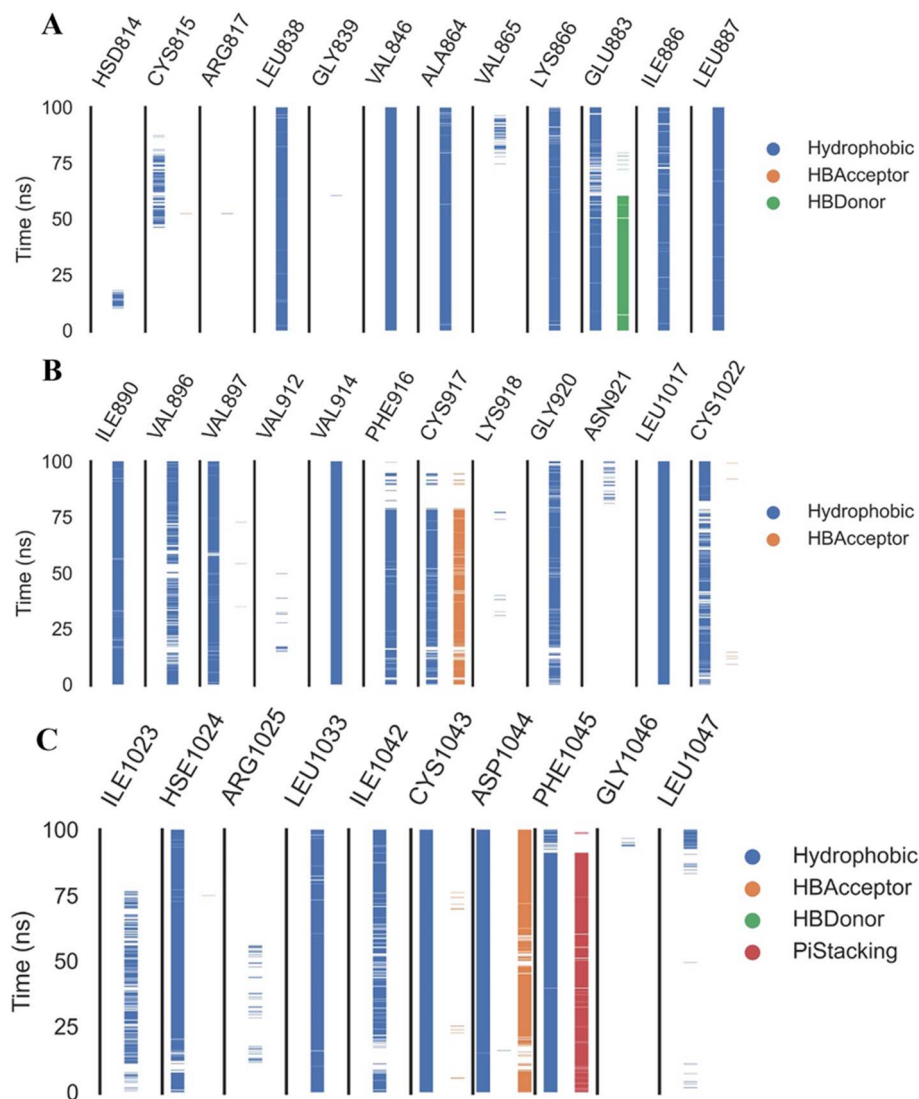 A
HSD814 CYS815 ARG817 LEU838 GLY839 VAL846 ALA864 VAL865 LYS866 GLU883 ILE886 LEU887
100
75
50
25
0
Time (ns)
Hydrophobic
HBAcceptor
HBDonor
B
ILE890 VAL896 VAL897 VAL912 VAL914 PHE916 CYS917 LYS918 GLY920 ASN921 LEU1017 CYS1022
100
75
50
25
0
Time (ns)
Hydrophobic
HBAcceptor
C
ILE1023 HSE1024 ARG1025 LEU1033 ILE1042 CYS1043 ASP1044 PHE1045 GLY1046 LEU1047
100
75
50
25
0
Time (ns)
Hydrophobic
HBAcceptor
HBDonor
PiStacking